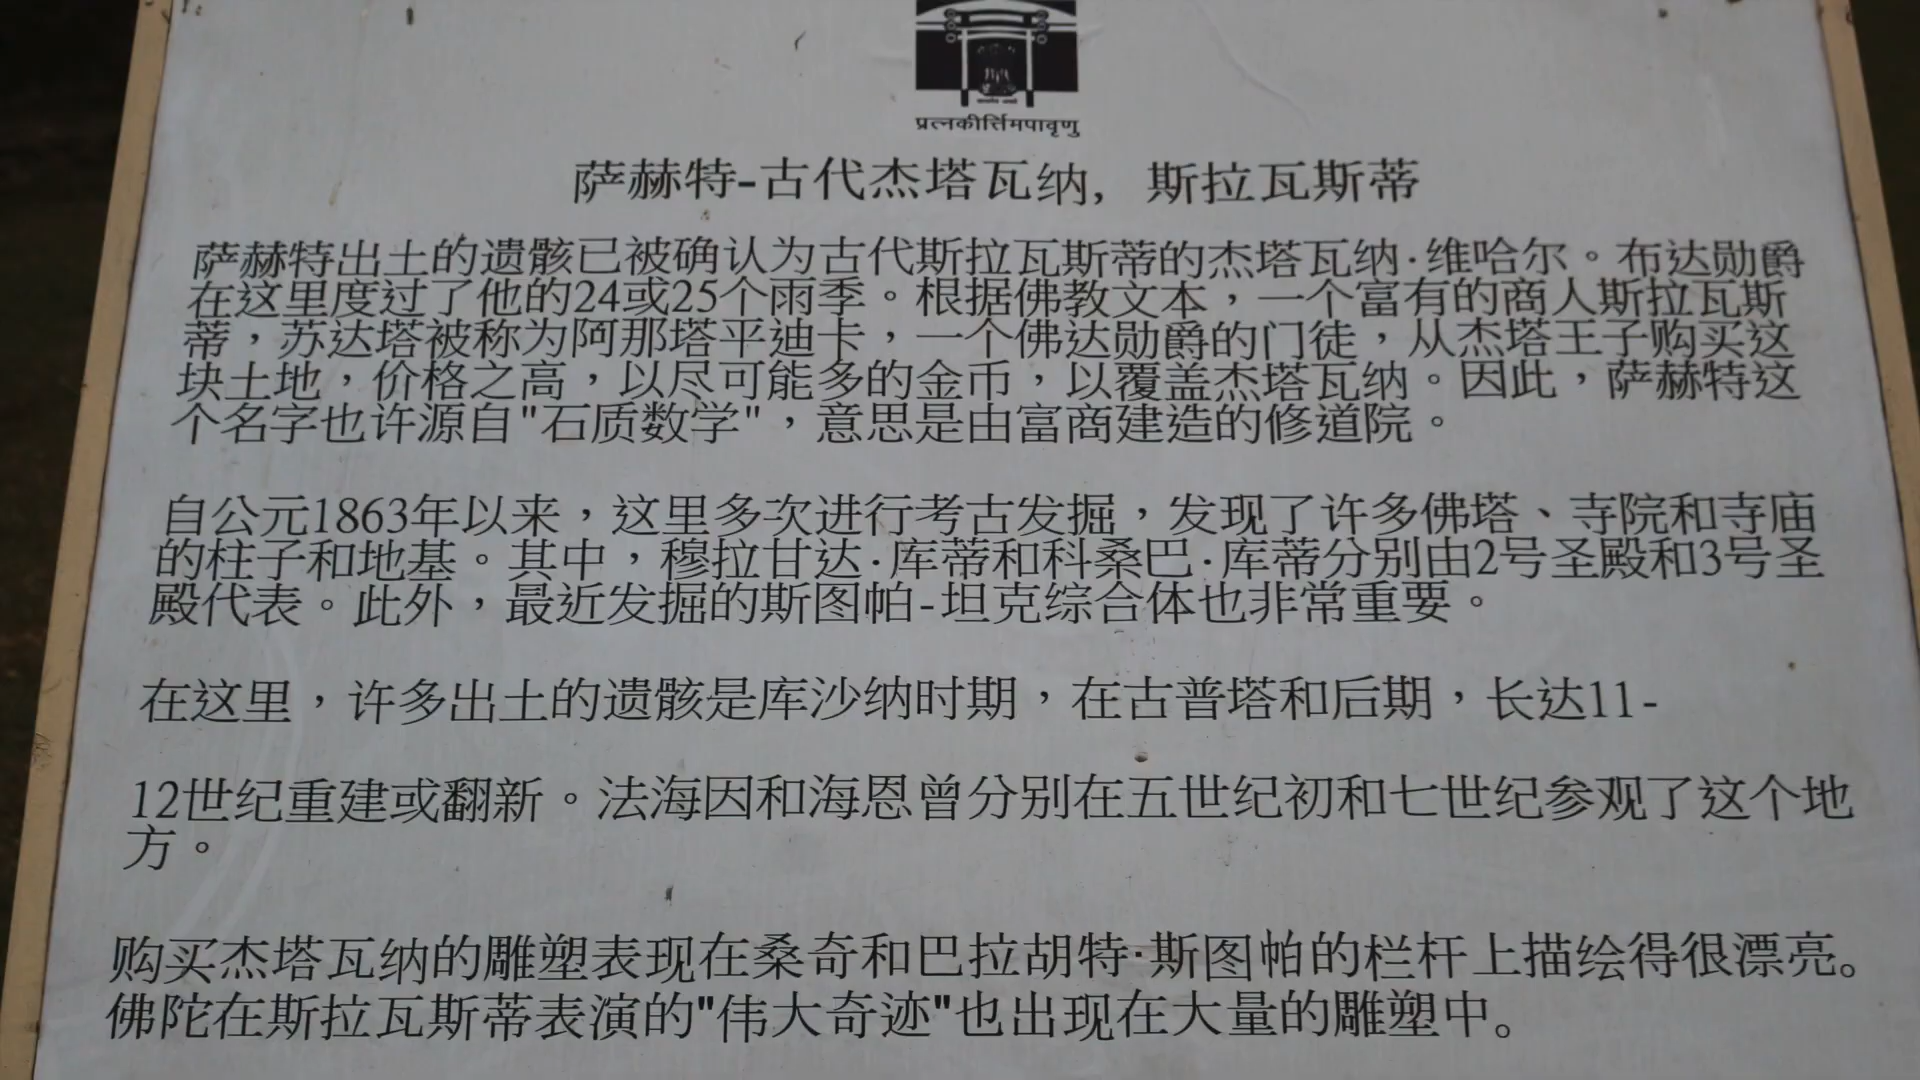 प्रत्नकीर्त्तिमपावृणु
萨赫特-古代杰塔瓦纳，斯拉瓦斯蒂
萨赫特出土的遗骸已被确认为古代斯拉瓦斯蒂的杰塔瓦纳·维哈尔。布达勋爵
在这里度过了他的24或25个雨季。根据佛教文本，一个富有的商人斯拉瓦斯
蒂，苏达塔被称为阿那塔平迪卡，一个佛达勋爵的门徒，从杰塔王子购买这
块土地，价格之高，以尽可能多的金币，以覆盖杰塔瓦纳。因此，萨赫特这
个名字也许源自"石质数学"，意思是由富商建造的修道院。
自公元1863年以来，这里多次进行考古发掘，发现了许多佛塔、寺院和寺庙
的柱子和地基。其中，穆拉甘达·库蒂和科桑巴·库蒂分别由2号圣殿和3号圣
殿代表。此外，最近发掘的斯图帕-坦克综合体也非常重要。
在这里，许多出土的遗骸是库沙纳时期，在古普塔和后期，长达11-
12世纪重建或翻新。法海因和海恩曾分别在五世纪初和七世纪参观了这个地
方。
购买杰塔瓦纳的雕塑表现在桑奇和巴拉胡特·斯图帕的栏杆上描绘得很漂亮。
佛陀在斯拉瓦斯蒂表演的"伟大奇迹"也出现在大量的雕塑中。